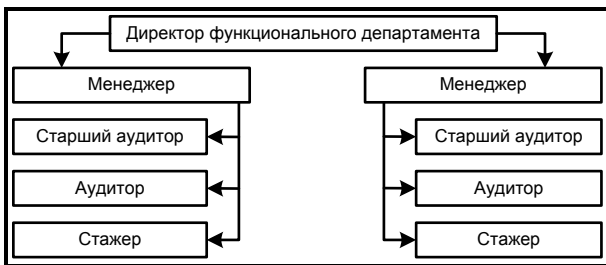 Директор функционального департамента
Менеджер
Менеджер
Старший аудитор
Старший аудитор
Аудитор
Аудитор
Стажер
Стажер